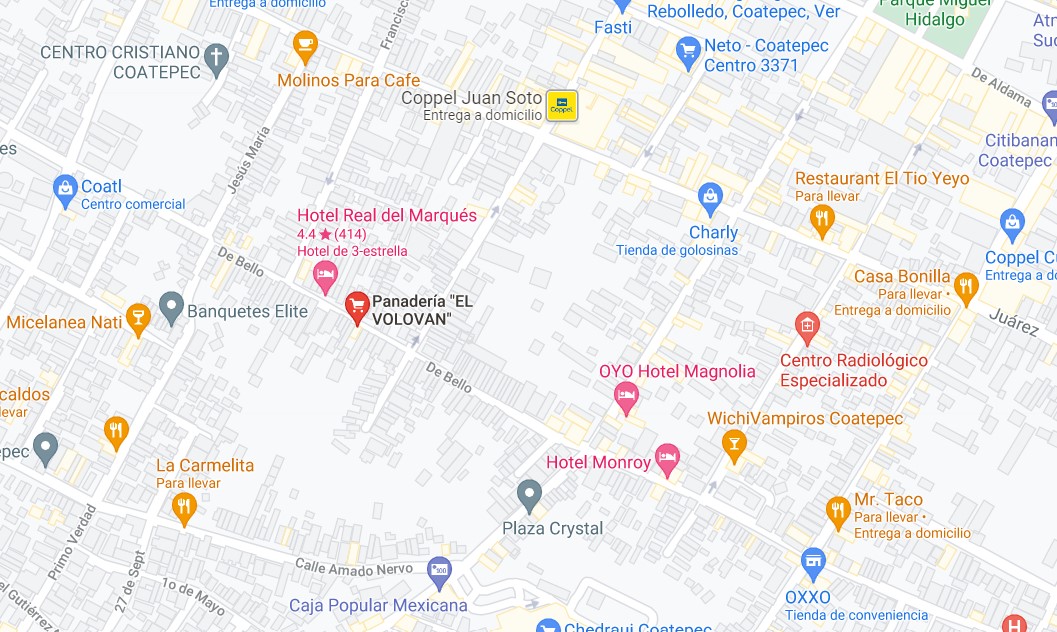 Entrega a domicilio
Francisco
Fasti
Rebolledo, Coatepec, Ver
Parque Miguel
Hidalgo
CENTRO CRISTIANO
COATEPEC
Molinos Para Cafe
Neto - Coatepec
Centro 3371
De Aldama
Coppel Juan Soto
Entrega a domicilio
Coppel
Citibanam
Coatepec
Jesús María
Coatl
Centro comercial
Restaurant El Tio Yeyo
Para llevar
Hotel Real del Marqués
4.4 ★ (414)
Hotel de 3-estrella
Charly
Tienda de golosinas
De Bello
Coppel C
Entrega a do
Casa Bonilla
Para llevar •
Entrega a domicilio
Panadería "EL
VOLOVAN"
Banquetes Elite
Micelanea Nati
Juárez
Centro Radiológico
Especializado
De Bello
OYO Hotel Magnolia
caldos
levar
WichiVampiros Coatepec
epec
La Carmelita
Para llevar
Hotel Monroy
Mr. Taco
Para llevar •
Entrega a domicilio
Plaza Crystal
Primo Verdad
Calle Amado Nervo
27 de Sept
1o de Mayo
Caja Popular Mexicana
OXXO
Tienda de conveniencia
el Gutiérrez
Chedraui Coatepec
H